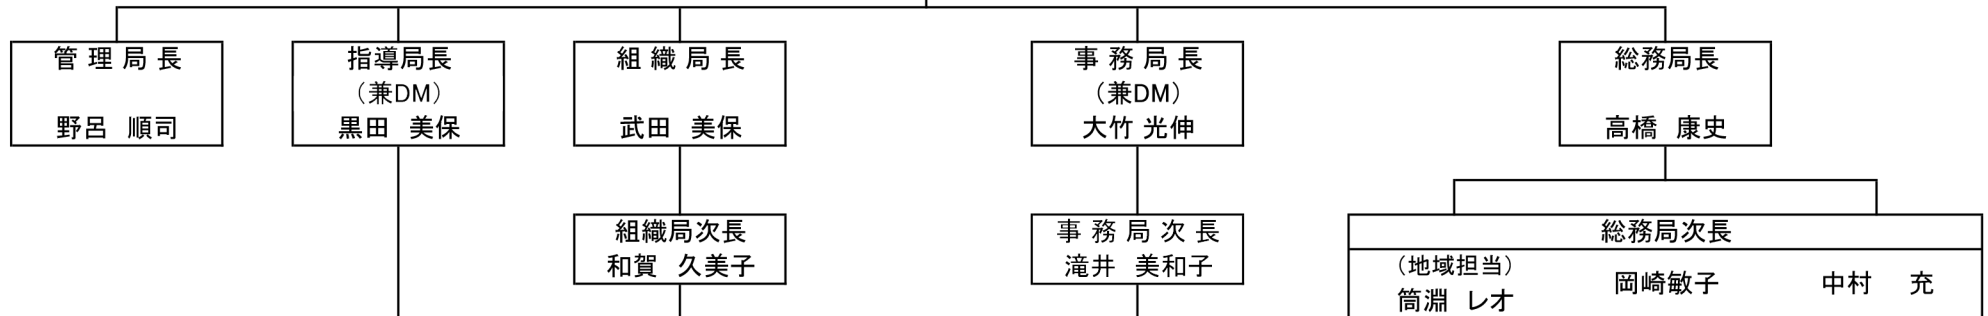 管 理 局 長
野呂　順司
指導局長
（兼DM）
黒田　美保
組 織 局 長
武田　美保
事 務 局 長
（兼DM）
大竹 光伸
総務局長
高橋　康史
組織局次長
和賀　久美子
事 務 局 次 長
滝井　美和子
総務局次長
（地域担当）
筒淵　レオ
岡崎敏子
中村　充